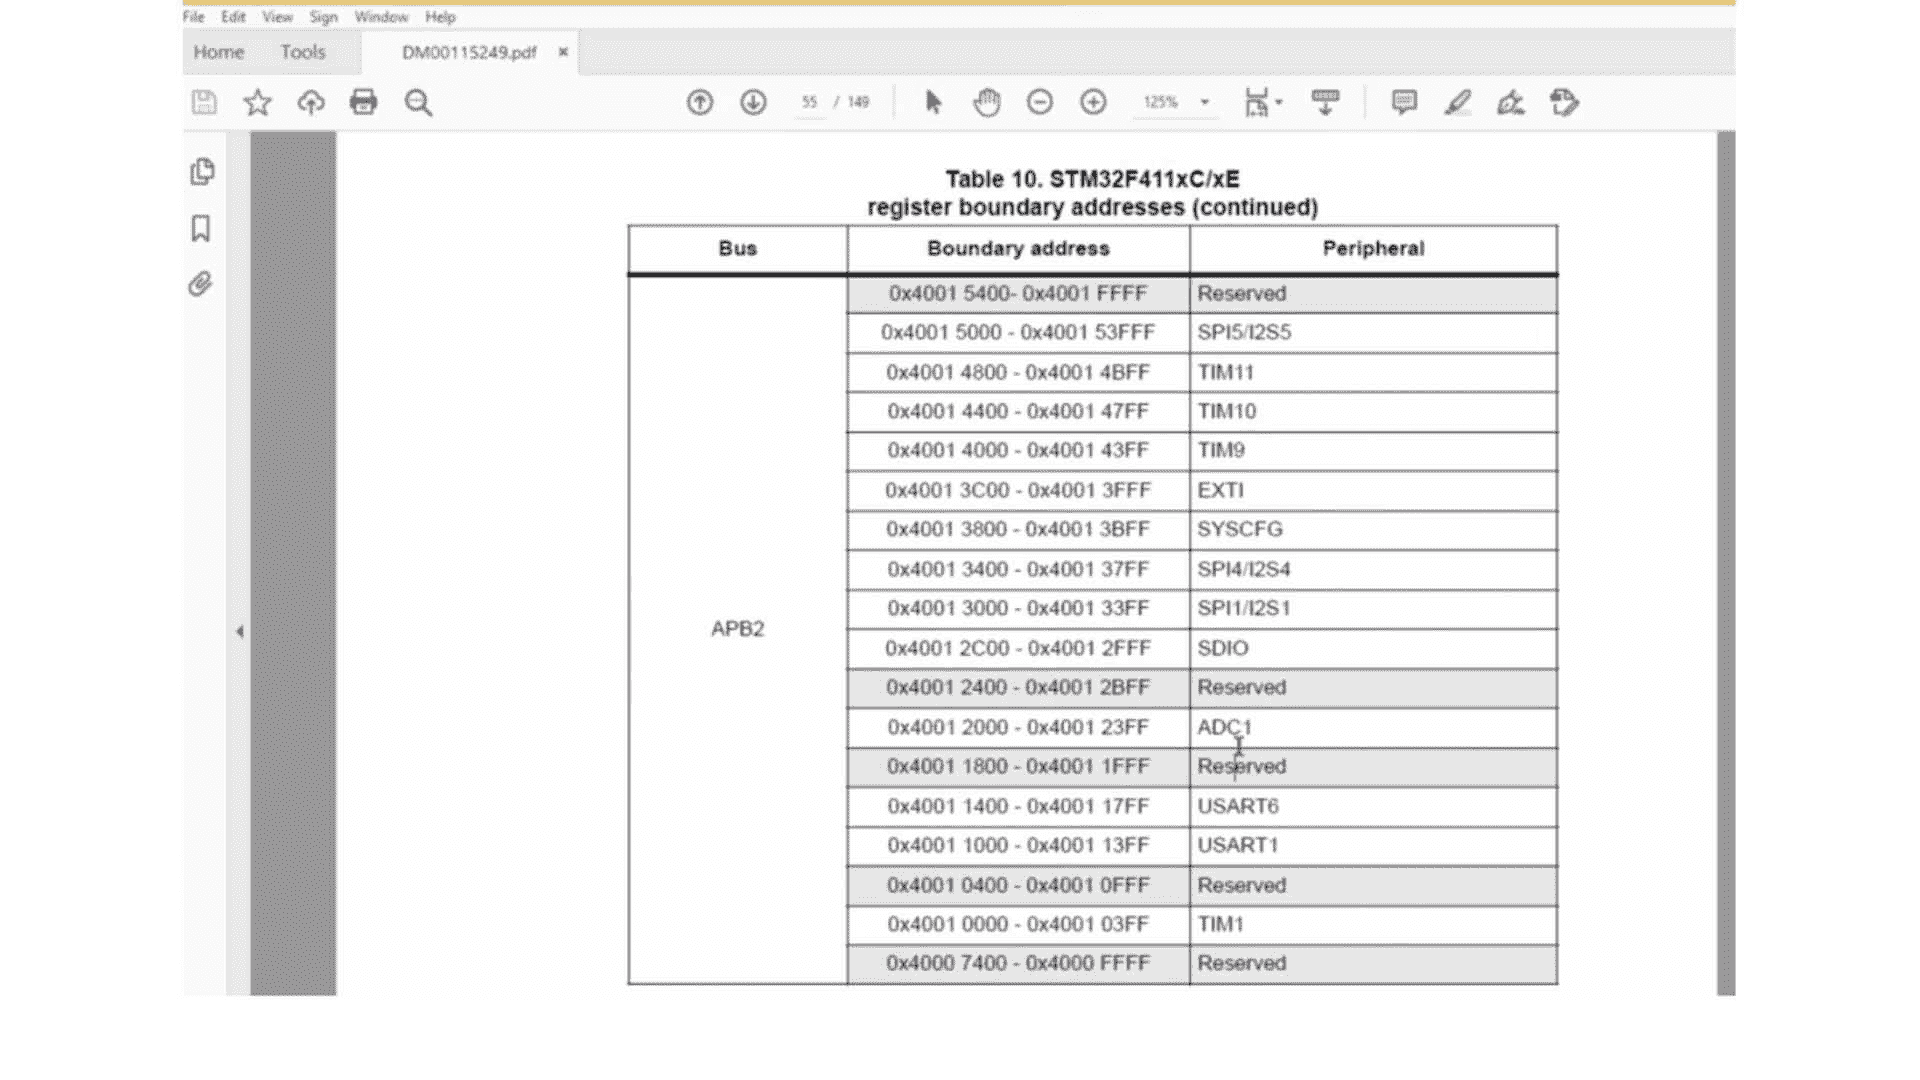 File Edit View Sign Window Help
Home Tools DM00115249.pdf ×
55 / 149 125%
Table 10. STM32F411xC/xE
register boundary addresses (continued)
Bus Boundary address Peripheral
0x4001 5400- 0x4001 FFFF Reserved
0x4001 5000 - 0x4001 53FFF SPI5/I2S5
0x4001 4800 - 0x4001 4BFF TIM11
0x4001 4400 - 0x4001 47FF TIM10
0x4001 4000 - 0x4001 43FF TIM9
0x4001 3C00 - 0x4001 3FFF EXTI
0x4001 3800 - 0x4001 3BFF SYSCFG
0x4001 3400 - 0x4001 37FF SPI4/I2S4
0x4001 3000 - 0x4001 33FF SPI1/I2S1
APB2
0x4001 2C00 - 0x4001 2FFF SDIO
0x4001 2400 - 0x4001 2BFF Reserved
0x4001 2000 - 0x4001 23FF ADC1
0x4001 1800 - 0x4001 1FFF Reserved
0x4001 1400 - 0x4001 17FF USART6
0x4001 1000 - 0x4001 13FF USART1
0x4001 0400 - 0x4001 0FFF Reserved
0x4001 0000 - 0x4001 03FF TIM1
0x4000 7400 - 0x4000 FFFF Reserved